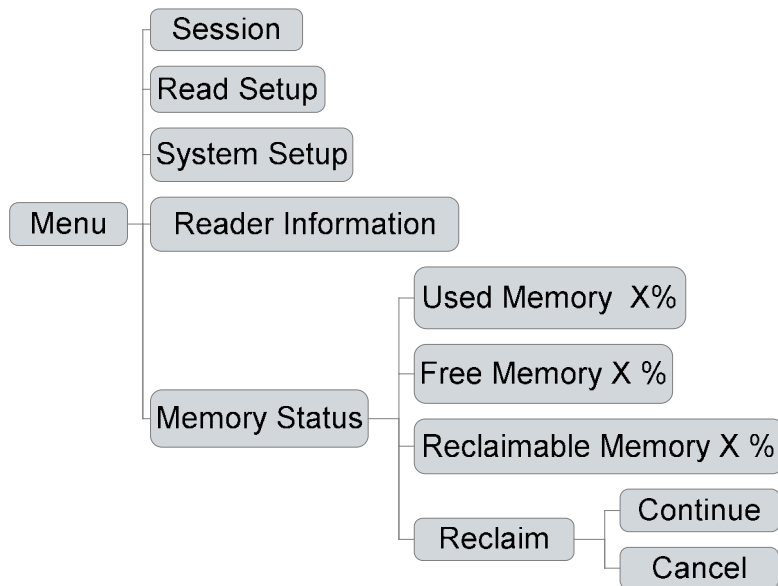 Session
Read Setup
System Setup
Menu
Reader Information
Used Memory  X%
Free Memory X %
Memory Status
Reclaimable Memory X %
Reclaim
Continue
Cancel